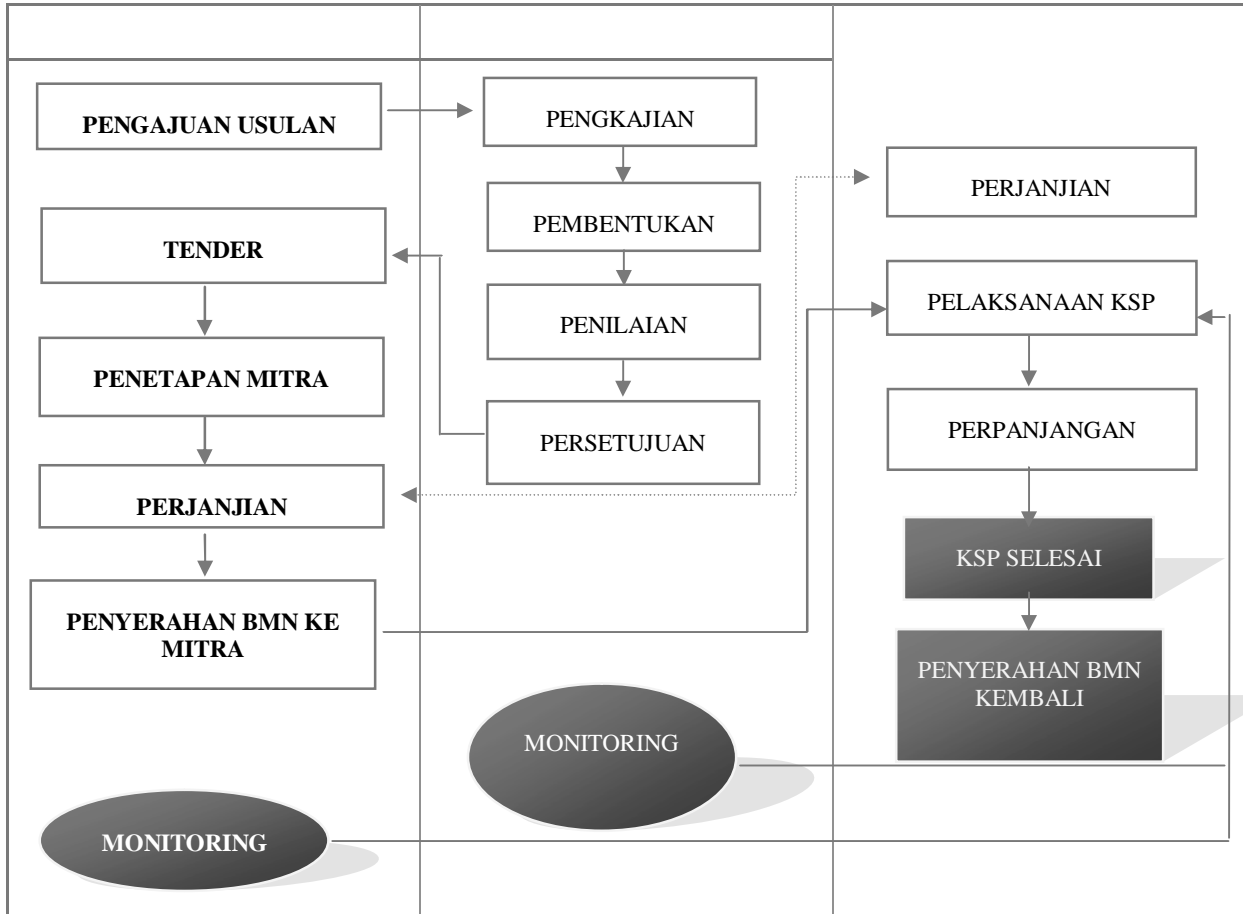 PENGAJUAN USULAN
TENDER
PENETAPAN MITRA
PERJANJIAN
PENYERAHAN BMN KE
MITRA
MONITORING
PENGKAJIAN
PEMBENTUKAN
PENILAIAN
PERSETUJUAN
MONITORING
PERJANJIAN
PELAKSANAAN KSP
PERPANJANGAN
KSP SELESAI
PENYERAHAN BMN
KEMBALI